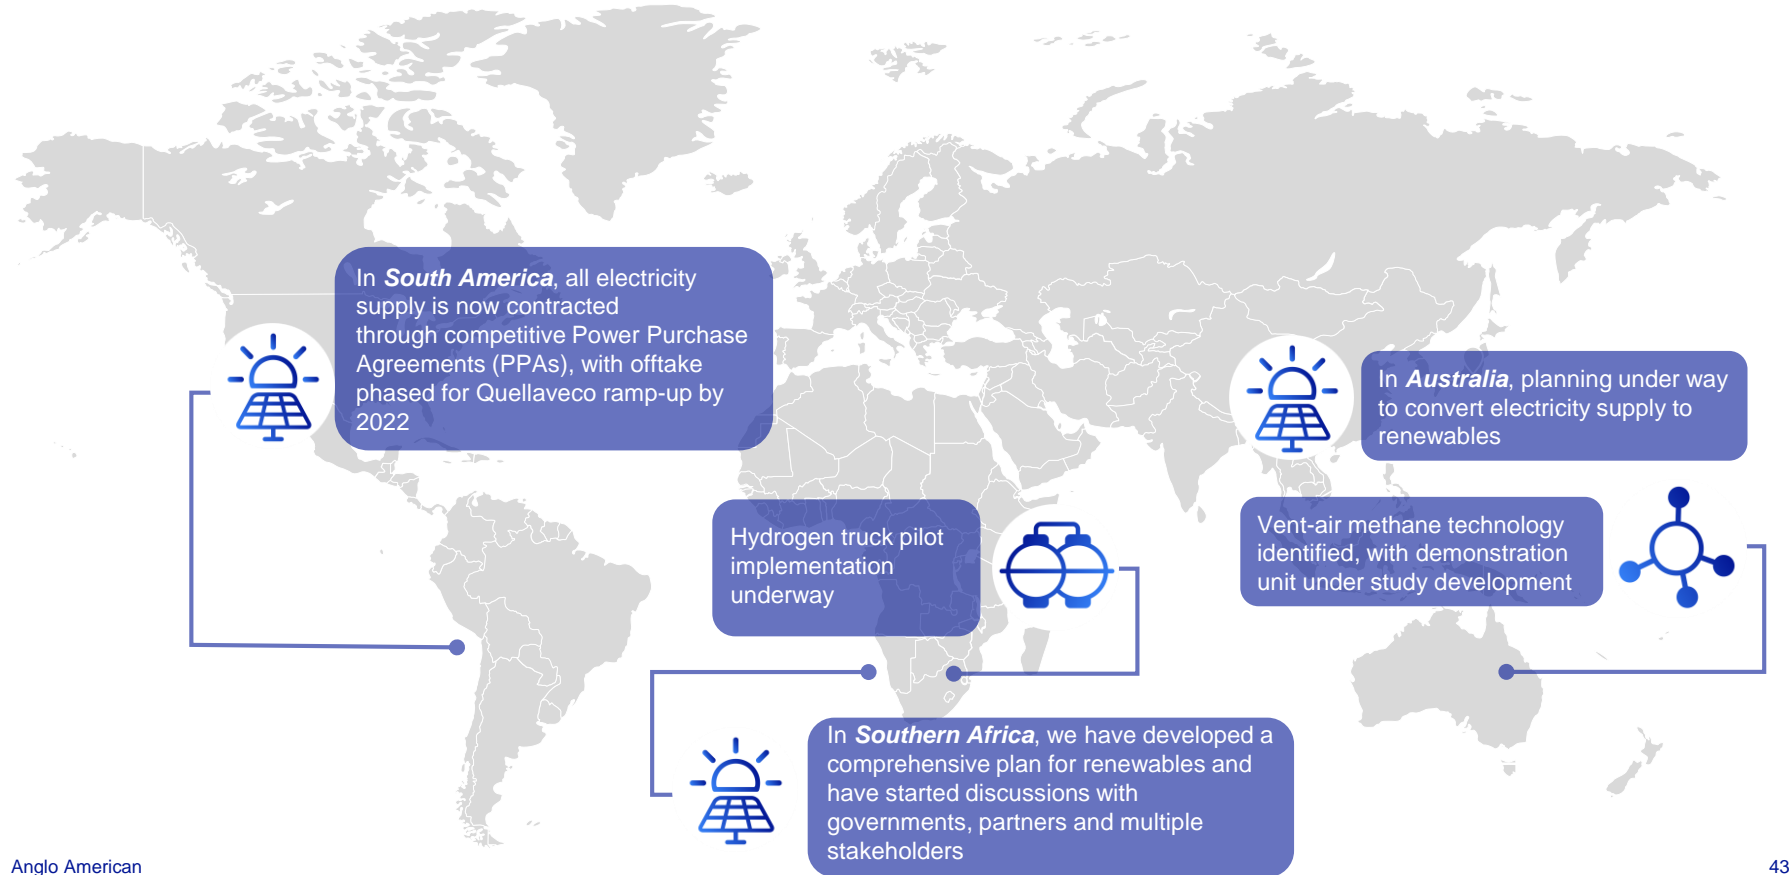 In South America, all electricity
supply is now contracted
through competitive Power Purchase
Agreements (PPAs), with offtake
phased for Quellaveco ramp-up by
2022
In Australia, planning under way
to convert electricity supply to
renewables
Hydrogen truck pilot
implementation
underway
Vent-air methane technology
identified, with demonstration
unit under study development
In Southern Africa, we have developed a
comprehensive plan for renewables and
have started discussions with
governments, partners and multiple
stakeholders
Anglo American
43